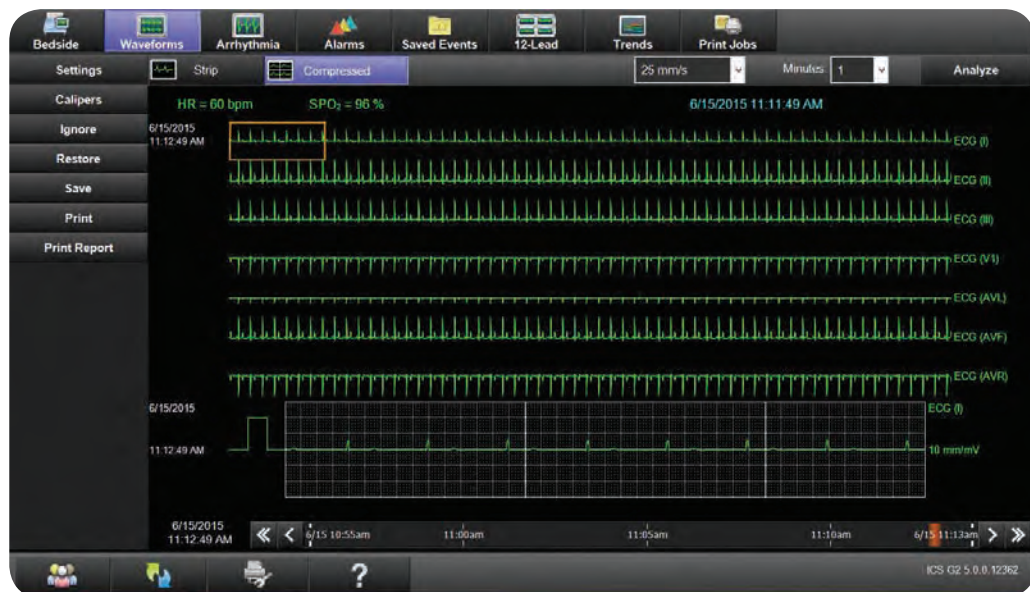 Bedside Waveforms Arrhythmia Alarms Saved Events 12-Lead Trends Print Jobs
Settings Strip Compressed 25 mm/s Minutes 1 Analyze
Calipers
HR = 60 bpm SPO₂ = 96 % 6/15/2015 11:11:49 AM
Ignore
6/15/2015
11:12:49 AM
ECG (I)
Restore
Save
ECG (II)
Print
ECG (III)
Print Report
ECG (V1)
ECG (AVL)
ECG (AVF)
ECG (AVR)
6/15/2015 ECG (I)
11:12:49 AM 10 mm/mV
6/15/2015
11:12:49 AM
6/15 10:55am 11:00am 11:05am 11:10am 6/15 11:13am
?
ICS G2 5.0.0.12362